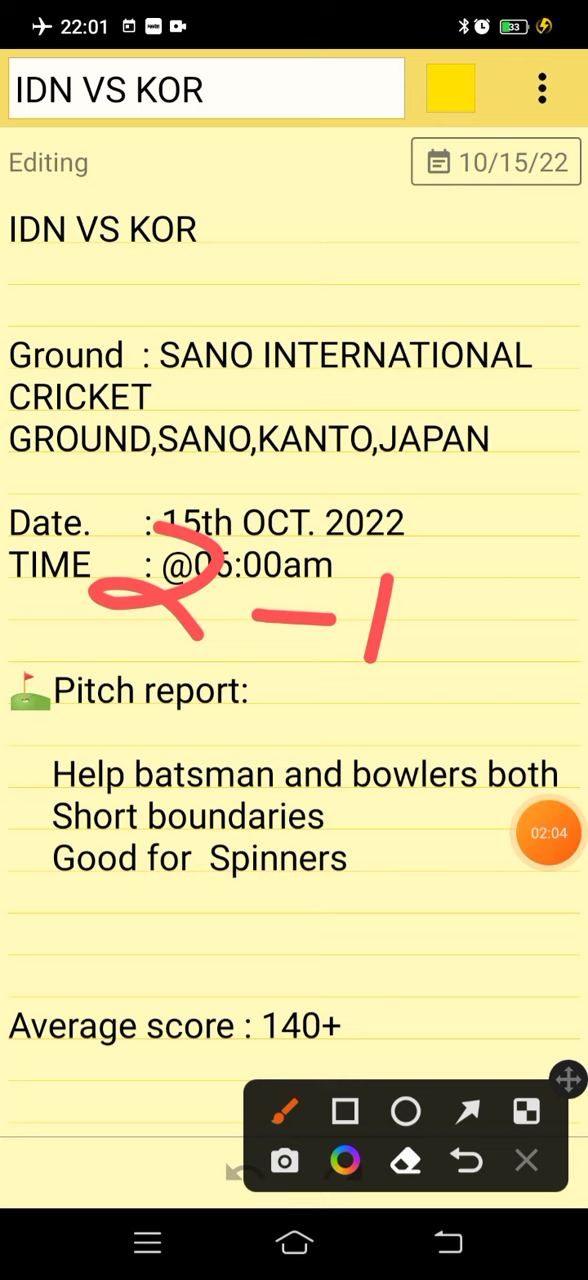 22:01
33
IDN VS KOR
Editing
10/15/22
IDN VS KOR
Ground : SANO INTERNATIONAL
CRICKET
GROUND,SANO,KANTO,JAPAN
Date. : 15th OCT. 2022
TIME : @06:00am
2-1
Pitch report:
Help batsman and bowlers both
Short boundaries
02:04
Good for Spinners
Average score : 140+